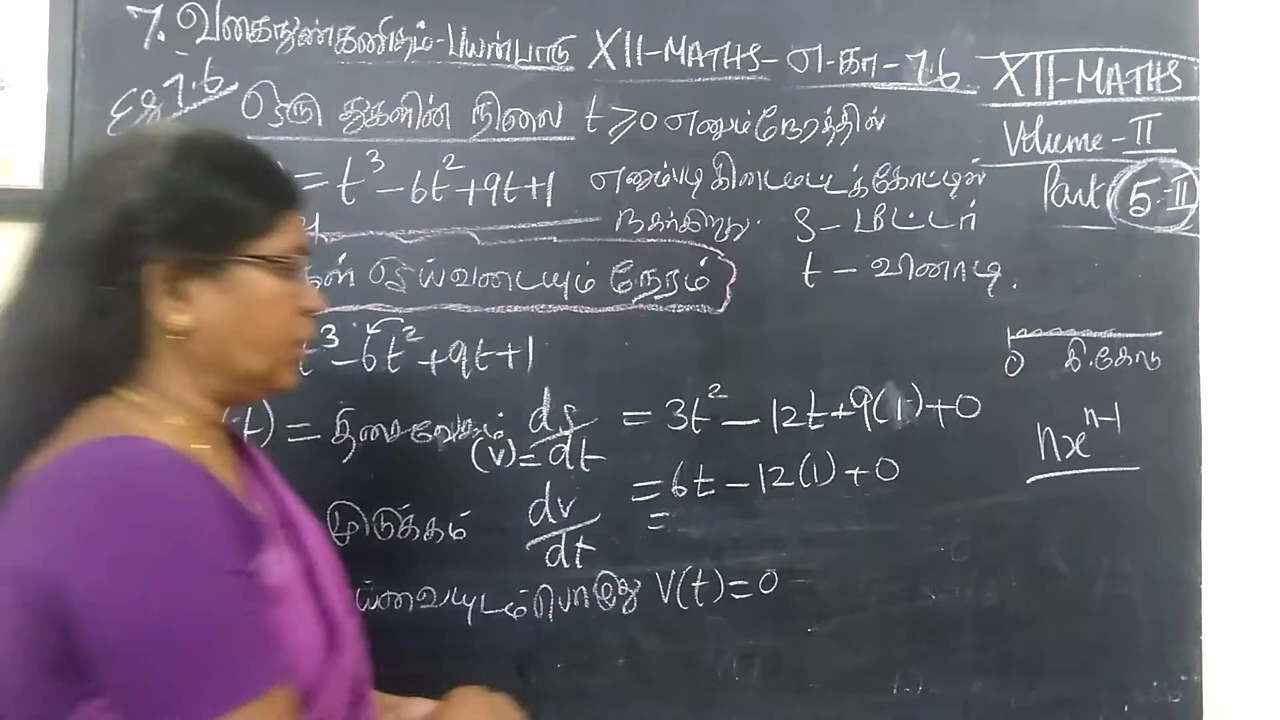 7. வகைநுண்கணிதம்-பயன்பாடு XII-MATHS-எ-கா-7.6
Eg 7.6 ஒரு துகளின் நிலை t ≥ 0 எனும் நேரத்தில்
= t³ - 6t² + 9t + 1 எனும்படி கிடைமட்டக்கோட்டில்
நகர்கிறது. S - மீட்டர்
t - வினாடி.
கள் ஓய்வடையும் நேரம்
t³ - 6t² + 9t + 1
(t) = திசைவேகம் (v) = ds/dt = 3t² - 12t + 9(1) + 0
முடுக்கம் dv/dt = 6t - 12(1) + 0
=
V(t) = 0
XII-MATHS
Volume - II
Part 5-II
0 கி.கோடு
nxⁿ⁻¹